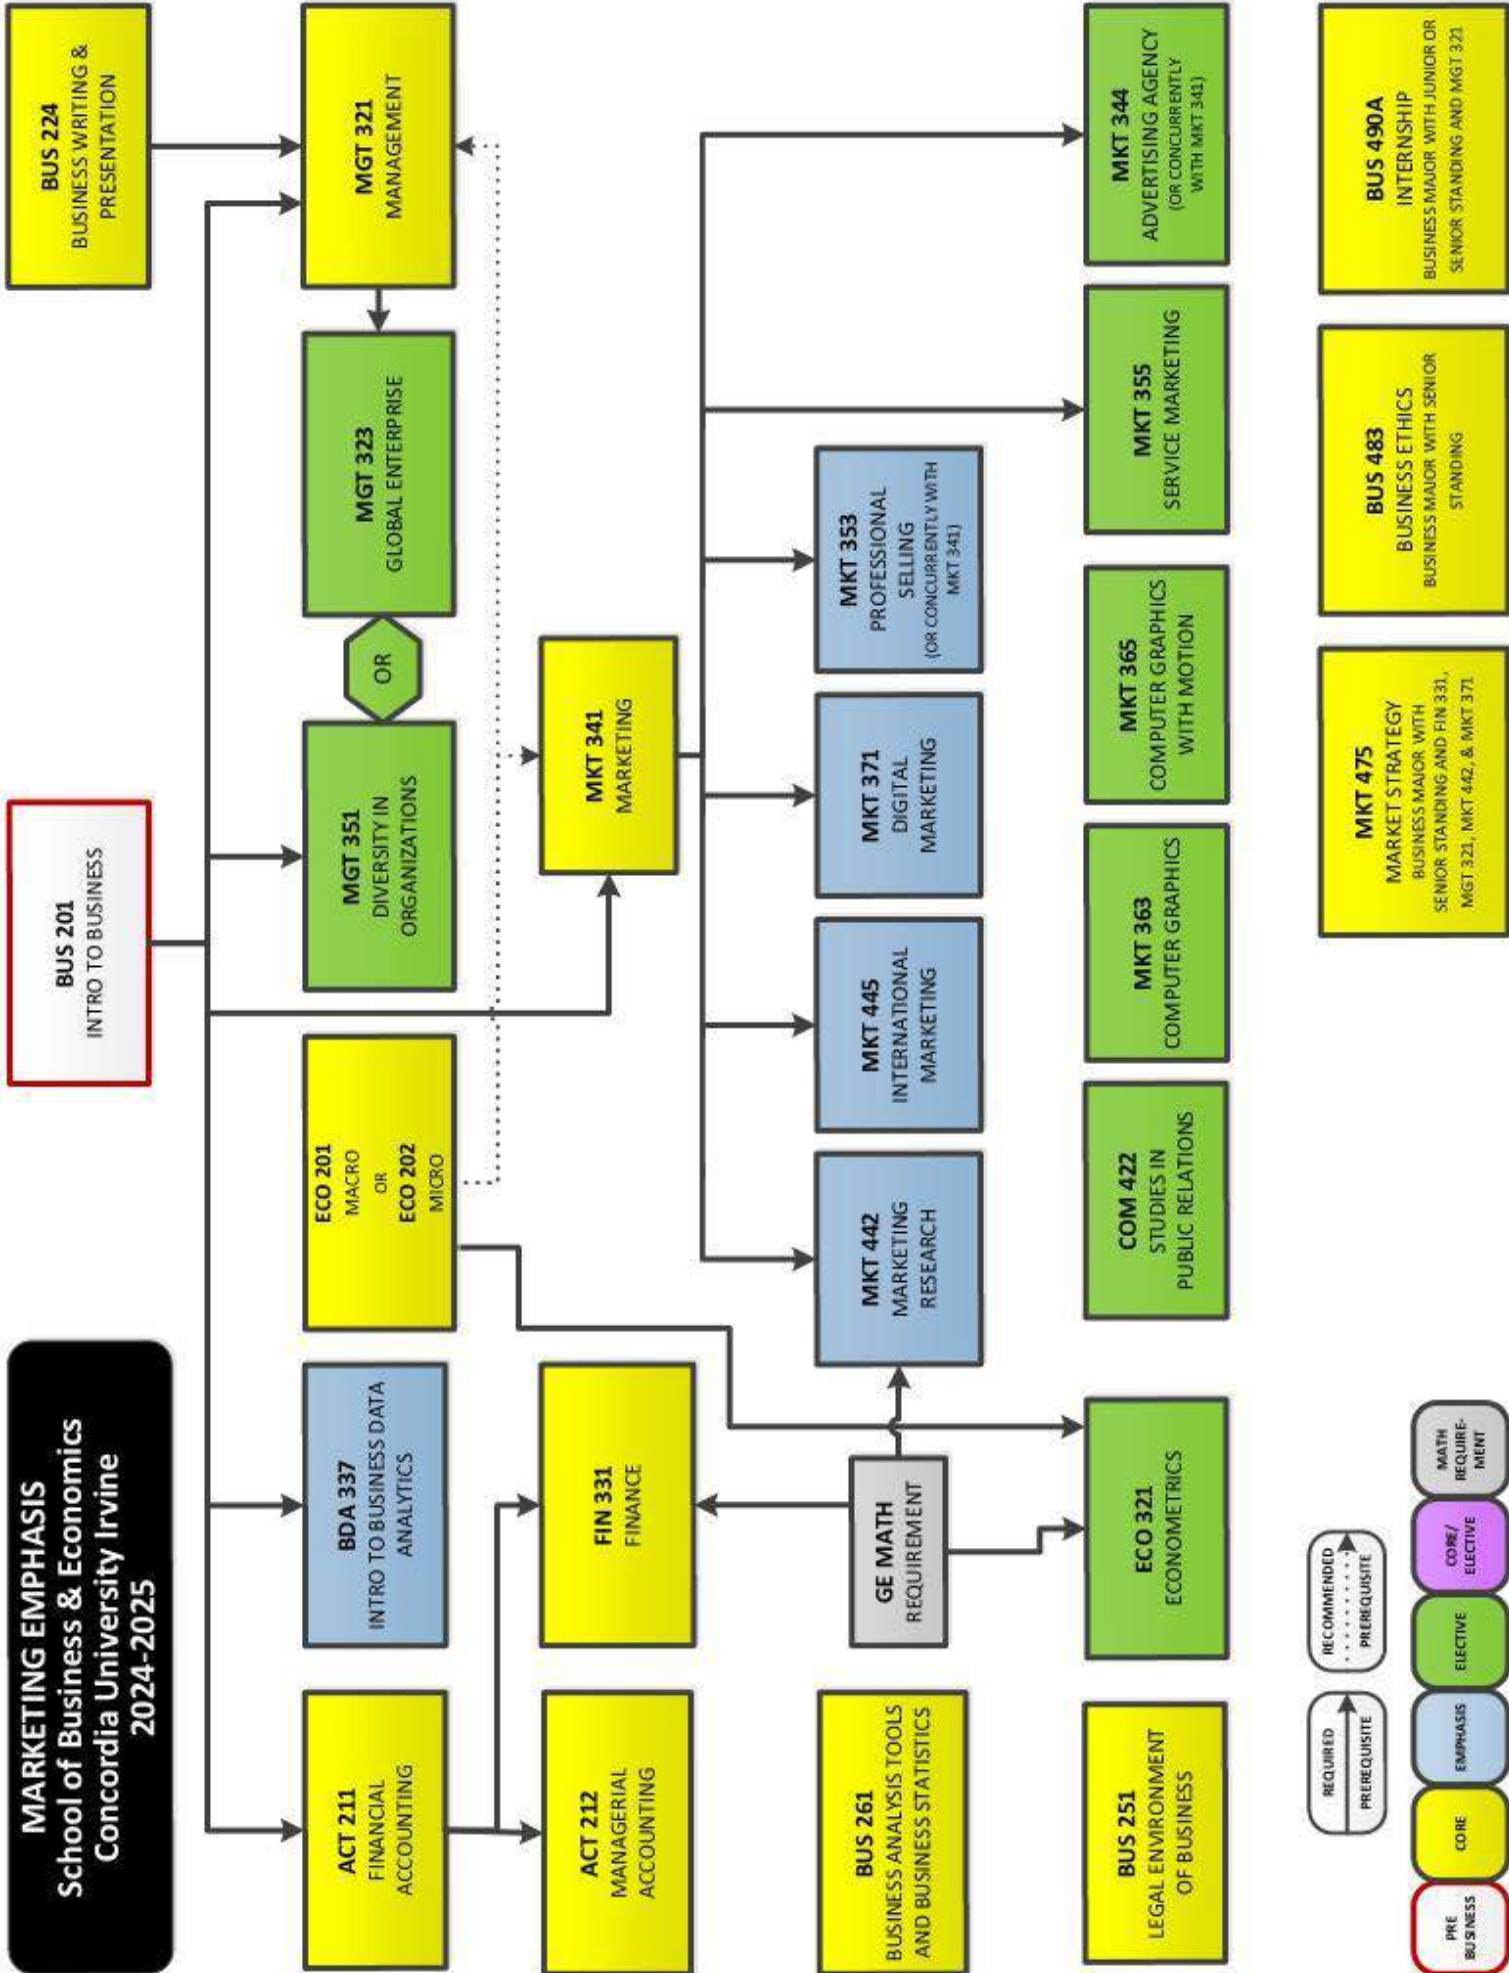 MARKETING EMPHASIS
School of Business & Economics
Concordia University Irvine
2024-2025
BUS 201
INTRO TO BUSINESS
BUS 224
BUSINESS WRITING &
PRESENTATION
ACT 211
FINANCIAL
ACCOUNTING
BDA 337
INTRO TO BUSINESS DATA
ANALYTICS
ECO 201
MACRO
OR
ECO 202
MICRO
MGT 351
DIVERSITY IN
ORGANIZATIONS
OR
MGT 323
GLOBAL ENTERPRISE
MGT 321
MANAGEMENT
ACT 212
MANAGERIAL
ACCOUNTING
FIN 331
FINANCE
MKT 341
MARKETING
BUS 261
BUSINESS ANALYSIS TOOLS
AND BUSINESS STATISTICS
GE MATH
REQUIREMENT
MKT 442
MARKETING
RESEARCH
MKT 445
INTERNATIONAL
MARKETING
MKT 371
DIGITAL
MARKETING
MKT 353
PROFESSIONAL
SELLING
(OR CONCURRENTLY WITH
MKT 341)
BUS 251
LEGAL ENVIRONMENT
OF BUSINESS
ECO 321
ECONOMETRICS
COM 422
STUDIES IN
PUBLIC RELATIONS
MKT 363
COMPUTER GRAPHICS
MKT 365
COMPUTER GRAPHICS
WITH MOTION
MKT 355
SERVICE MARKETING
MKT 344
ADVERTISING AGENCY
(OR CONCURRENTLY
WITH MKT 341)
REQUIRED
PREREQUISITE
RECOMMENDED
PREREQUISITE
MKT 475
MARKET STRATEGY
BUSINESS MAJOR WITH
SENIOR STANDING AND FIN 331,
MGT 321, MKT 442, & MKT 371
BUS 483
BUSINESS ETHICS
BUSINESS MAJOR WITH SENIOR
STANDING
BUS 490A
INTERNSHIP
BUSINESS MAJOR WITH JUNIOR OR
SENIOR STANDING AND MGT 321
PRE
BUSINESS
CORE
EMPHASIS
ELECTIVE
CORE/
ELECTIVE
MATH
REQUIRE-
MENT